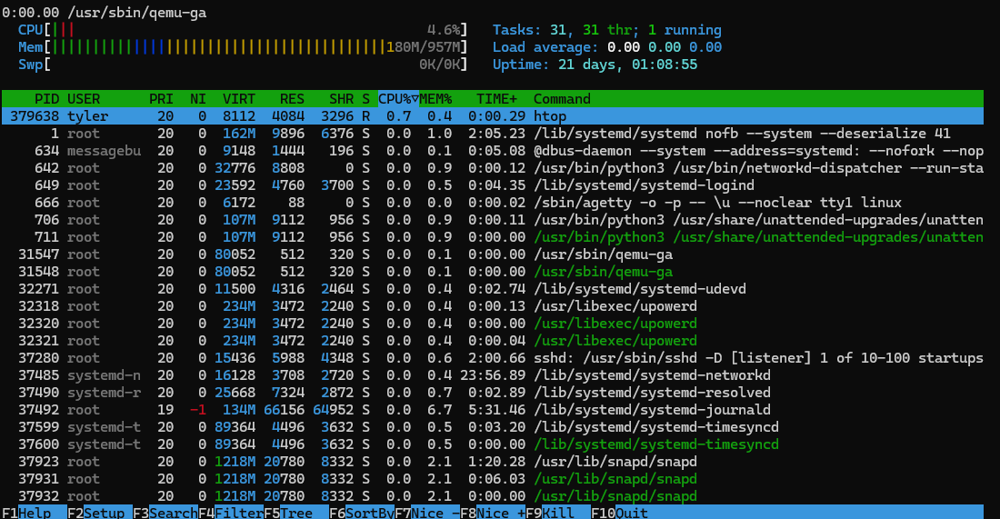 0:00.00 /usr/sbin/qemu-ga
CPU[||| 4.6%] Tasks: 31, 31 thr; 1 running
Mem[|||||||||||||||||||||||||||||||||||||||||180M/957M] Load average: 0.00 0.00 0.00
Swp[ 0K/0K] Uptime: 21 days, 01:08:55
PID USER PRI NI VIRT RES SHR S CPU%▽MEM% TIME+ Command
379638 tyler 20 0 8112 4084 3296 R 0.7 0.4 0:00.29 htop
1 root 20 0 162M 9896 6376 S 0.0 1.0 2:05.23 /lib/systemd/systemd nofb --system --deserialize 41
634 messagebu 20 0 9148 1444 196 S 0.0 0.1 0:05.08 @dbus-daemon --system --address=systemd: --nofork --nop
642 root 20 0 32776 8808 0 S 0.0 0.9 0:00.12 /usr/bin/python3 /usr/bin/networkd-dispatcher --run-sta
649 root 20 0 23592 4760 3700 S 0.0 0.5 0:04.35 /lib/systemd/systemd-logind
666 root 20 0 6172 88 0 S 0.0 0.0 0:00.02 /sbin/agetty -o -p -- \u --noclear tty1 linux
706 root 20 0 107M 9112 956 S 0.0 0.9 0:00.11 /usr/bin/python3 /usr/share/unattended-upgrades/unatten
711 root 20 0 107M 9112 956 S 0.0 0.9 0:00.00 /usr/bin/python3 /usr/share/unattended-upgrades/unatten
31547 root 20 0 80052 512 320 S 0.0 0.1 0:00.00 /usr/sbin/qemu-ga
31548 root 20 0 80052 512 320 S 0.0 0.1 0:00.00 /usr/sbin/qemu-ga
32271 root 20 0 11500 4316 2464 S 0.0 0.4 0:02.74 /lib/systemd/systemd-udevd
32318 root 20 0 234M 3472 2240 S 0.0 0.4 0:00.13 /usr/libexec/upowerd
32320 root 20 0 234M 3472 2240 S 0.0 0.4 0:00.00 /usr/libexec/upowerd
32321 root 20 0 234M 3472 2240 S 0.0 0.4 0:00.04 /usr/libexec/upowerd
37280 root 20 0 15436 5988 4348 S 0.0 0.6 2:00.66 sshd: /usr/sbin/sshd -D [listener] 1 of 10-100 startups
37485 systemd-n 20 0 16128 3708 2720 S 0.0 0.4 23:56.89 /lib/systemd/systemd-networkd
37490 systemd-r 20 0 25668 7324 2872 S 0.0 0.7 0:02.89 /lib/systemd/systemd-resolved
37492 root 19 -1 134M 66156 64952 S 0.0 6.7 5:31.46 /lib/systemd/systemd-journald
37599 systemd-t 20 0 89364 4496 3632 S 0.0 0.5 0:03.20 /lib/systemd/systemd-timesyncd
37600 systemd-t 20 0 89364 4496 3632 S 0.0 0.5 0:00.00 /lib/systemd/systemd-timesyncd
37923 root 20 0 1218M 20780 8332 S 0.0 2.1 1:20.28 /usr/lib/snapd/snapd
37931 root 20 0 1218M 20780 8332 S 0.0 2.1 0:06.03 /usr/lib/snapd/snapd
37932 root 20 0 1218M 20780 8332 S 0.0 2.1 0:00.00 /usr/lib/snapd/snapd
F1Help F2Setup F3SearchF4FilterF5Tree F6SortByF7Nice -F8Nice +F9Kill F10Quit